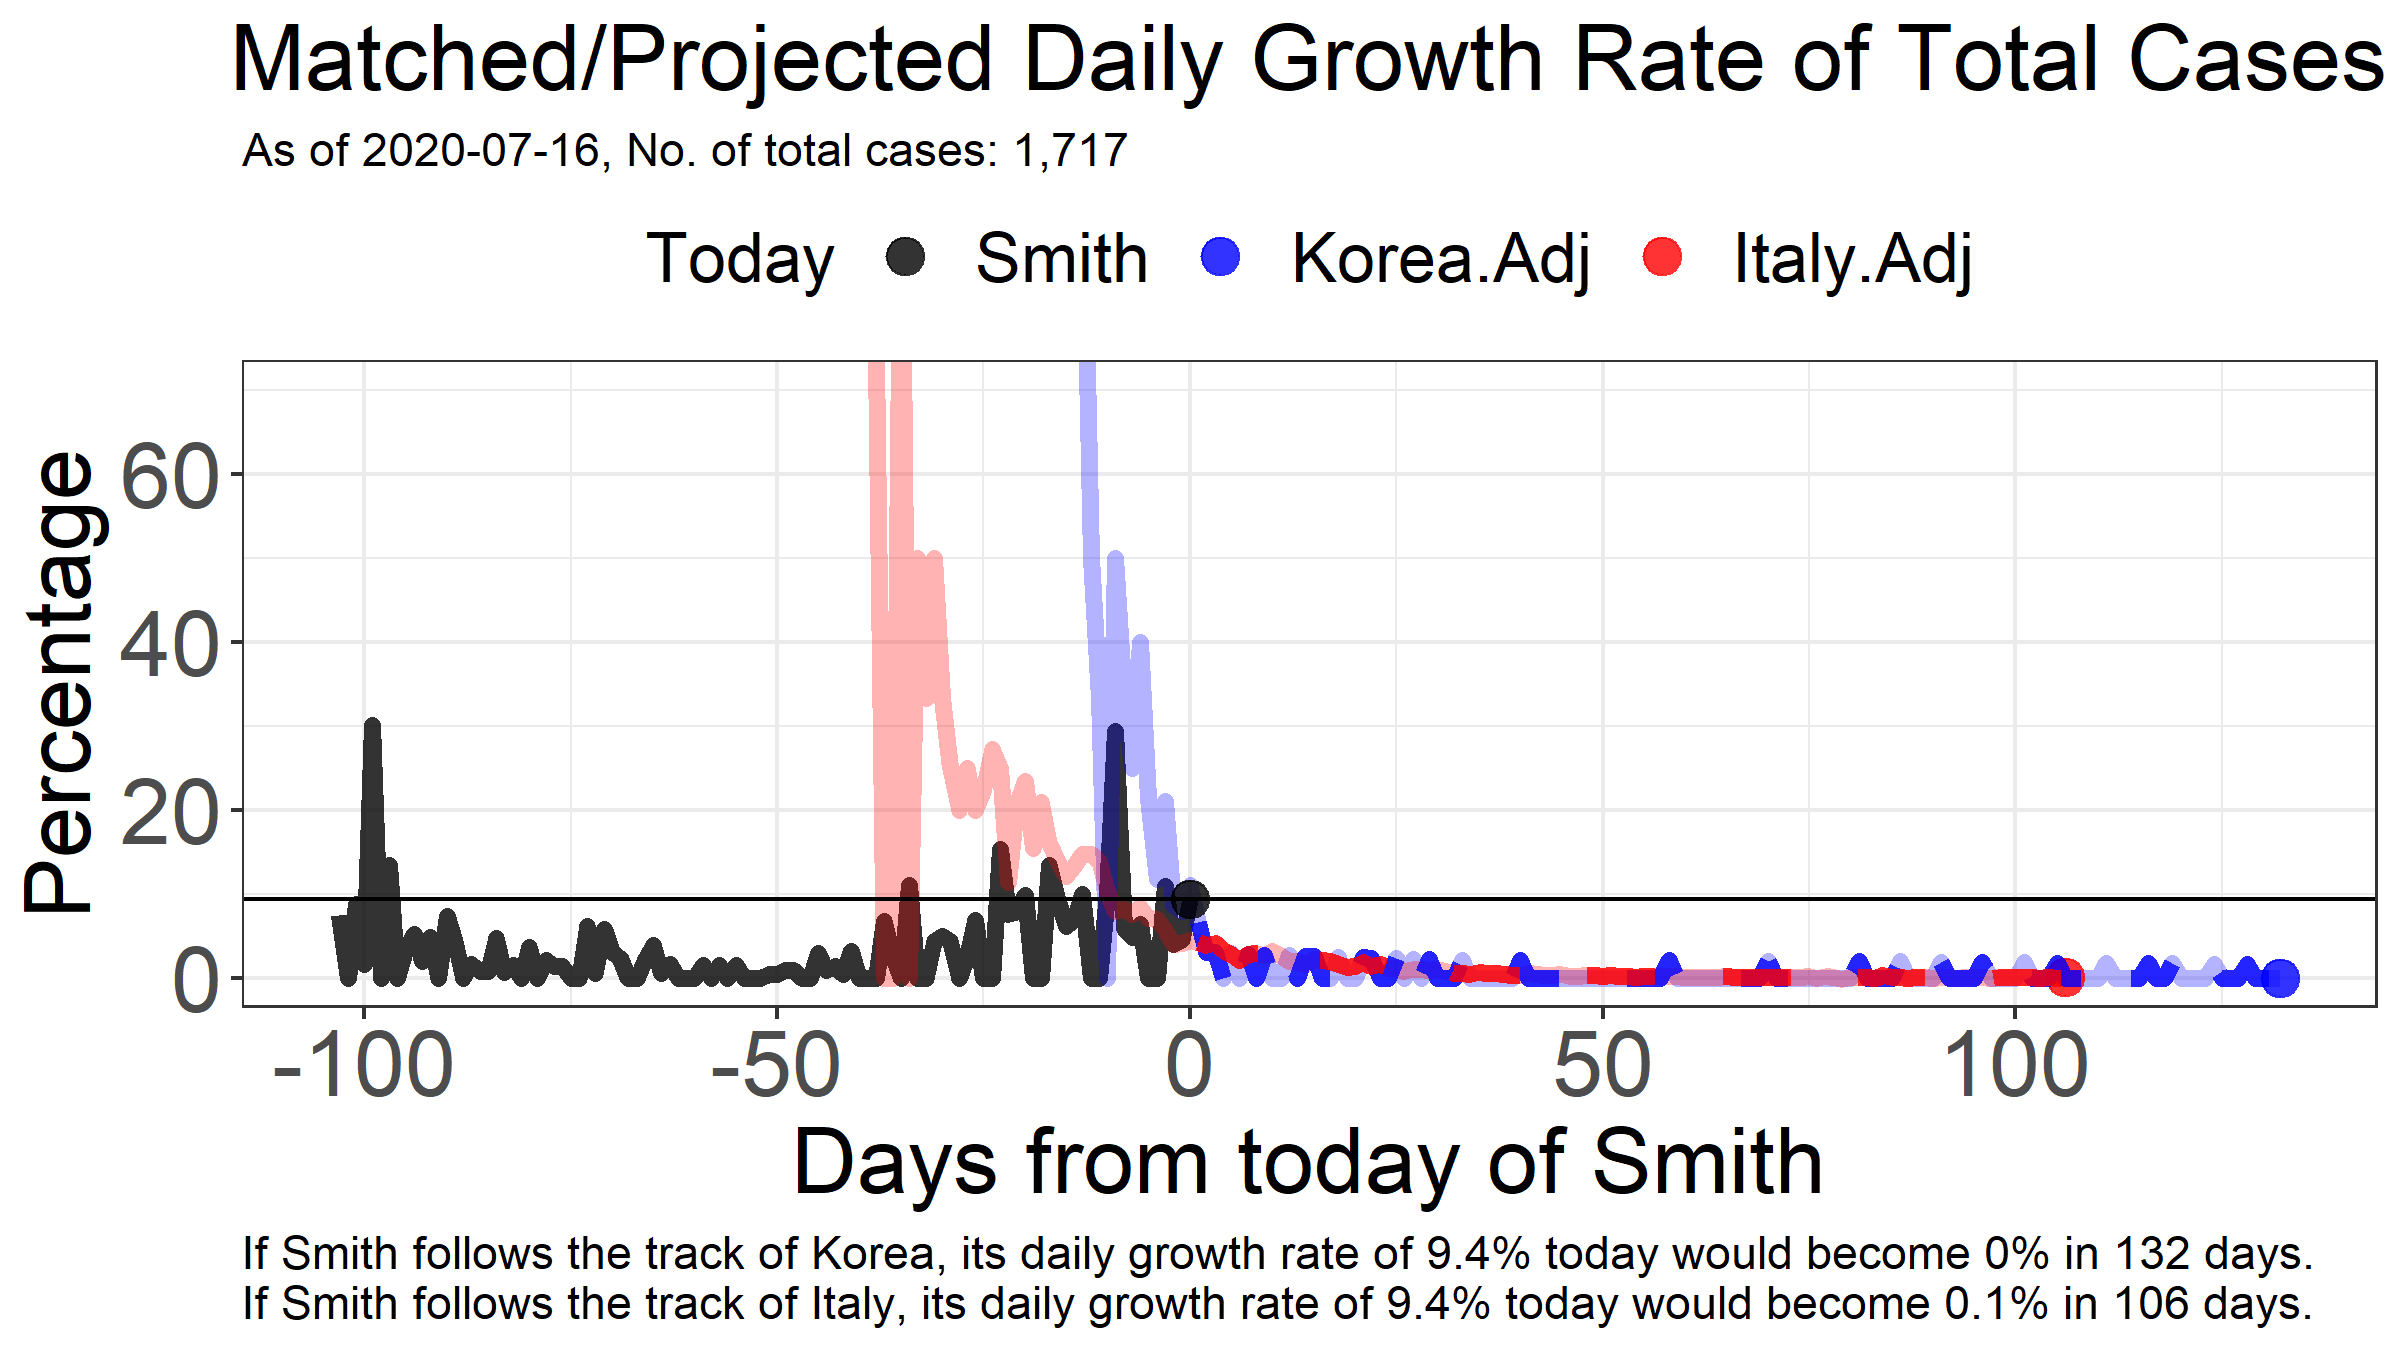 Matched/Projected Daily Growth Rate of Total Cases
As of 2020-07-16, No. of total cases: 1,717
Today Smith Korea.Adj Italy.Adj
Percentage
60
40
20
0
-100 -50 0 50 100
Days from today of Smith
If Smith follows the track of Korea, its daily growth rate of 9.4% today would become 0% in 132 days.
If Smith follows the track of Italy, its daily growth rate of 9.4% today would become 0.1% in 106 days.